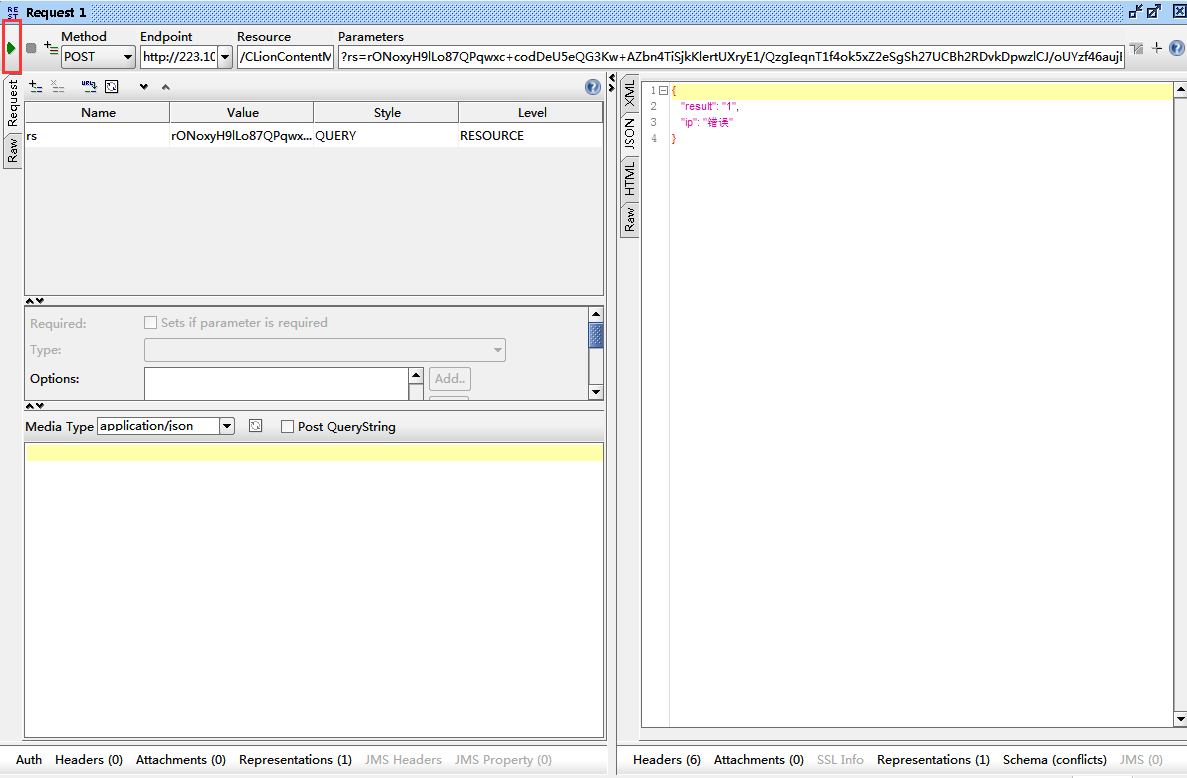 REST Request 1
Method Endpoint Resource Parameters
POST http://223.10 /CLionContentM ?rs=rONoxyH9lLo87QPqwxc+codDeU5eQG3Kw+AZbn4TiSjkKlertUXryE1/QzgIeqnT1f4ok5xZ2eSgSh27UCBh2RDvkDpwzlCJ/oUYzf46aujl
Request
Raw
Name Value Style Level
rs rONoxyH9lLo87QPqwx... QUERY RESOURCE
Required: Sets if parameter is required
Type:
Options: Add..
Media Type application/json Post QueryString
Auth Headers (0) Attachments (0) Representations (1) JMS Headers JMS Property (0)
XML
JSON
HTML
Raw
1 {
2 "result": "1",
3 "ip": "错误"
4 }
Headers (6) Attachments (0) SSL Info Representations (1) Schema (conflicts) JMS (0)